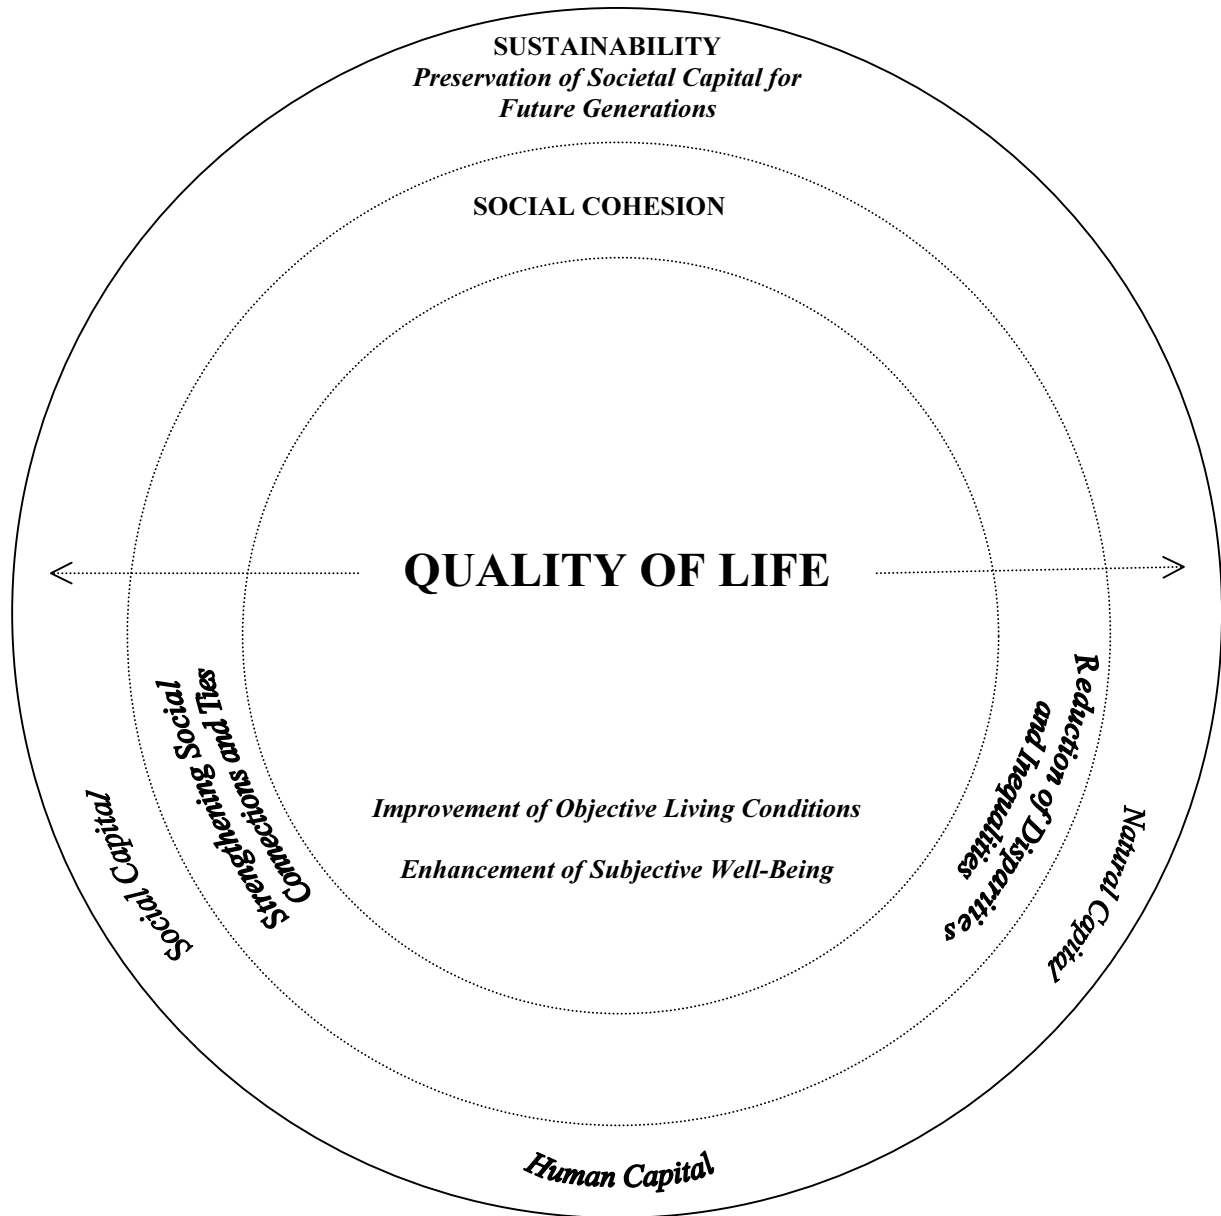 SUSTAINABILITY
Preservation of Societal Capital for
Future Generations
SOCIAL COHESION
QUALITY OF LIFE
Strengthening Social
Connections and Ties
Reduction of Disparities
and Inequalities
Improvement of Objective Living Conditions
Enhancement of Subjective Well-Being
Social Capital
Natural Capital
Human Capital